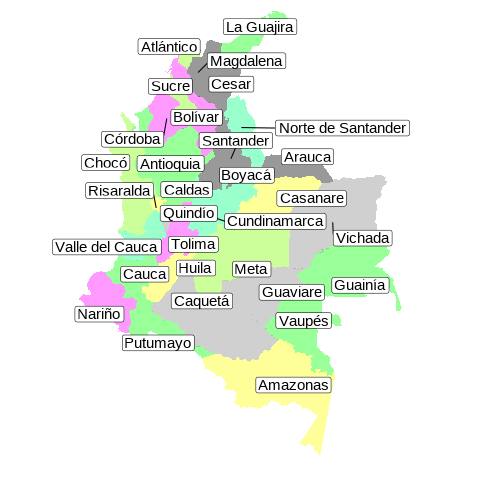 La Guajira
Atlántico
Magdalena
Sucre
Cesar
Bolivar
Norte de Santander
Córdoba
Santander
Chocó
Antioquia
Arauca
Boyacá
Risaralda
Caldas
Casanare
Quindío
Cundinamarca
Vichada
Valle del Cauca
Tolima
Cauca
Huila
Meta
Guainía
Guaviare
Caquetá
Nariño
Vaupés
Putumayo
Amazonas